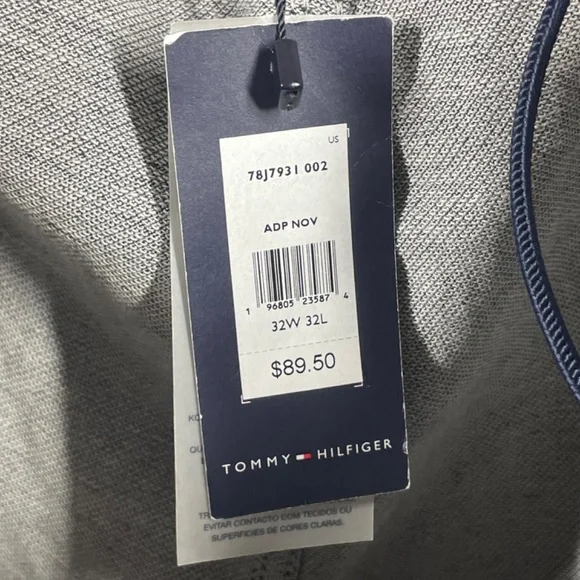 US
78J7931 002
ADP NOV
1 96805 23587 4
32W 32L
$89.50
TOMMY HILFIGER
EVITAR CONTACTO COM TECIDOS OU
SUPERFICIES DE CORES CLARAS.